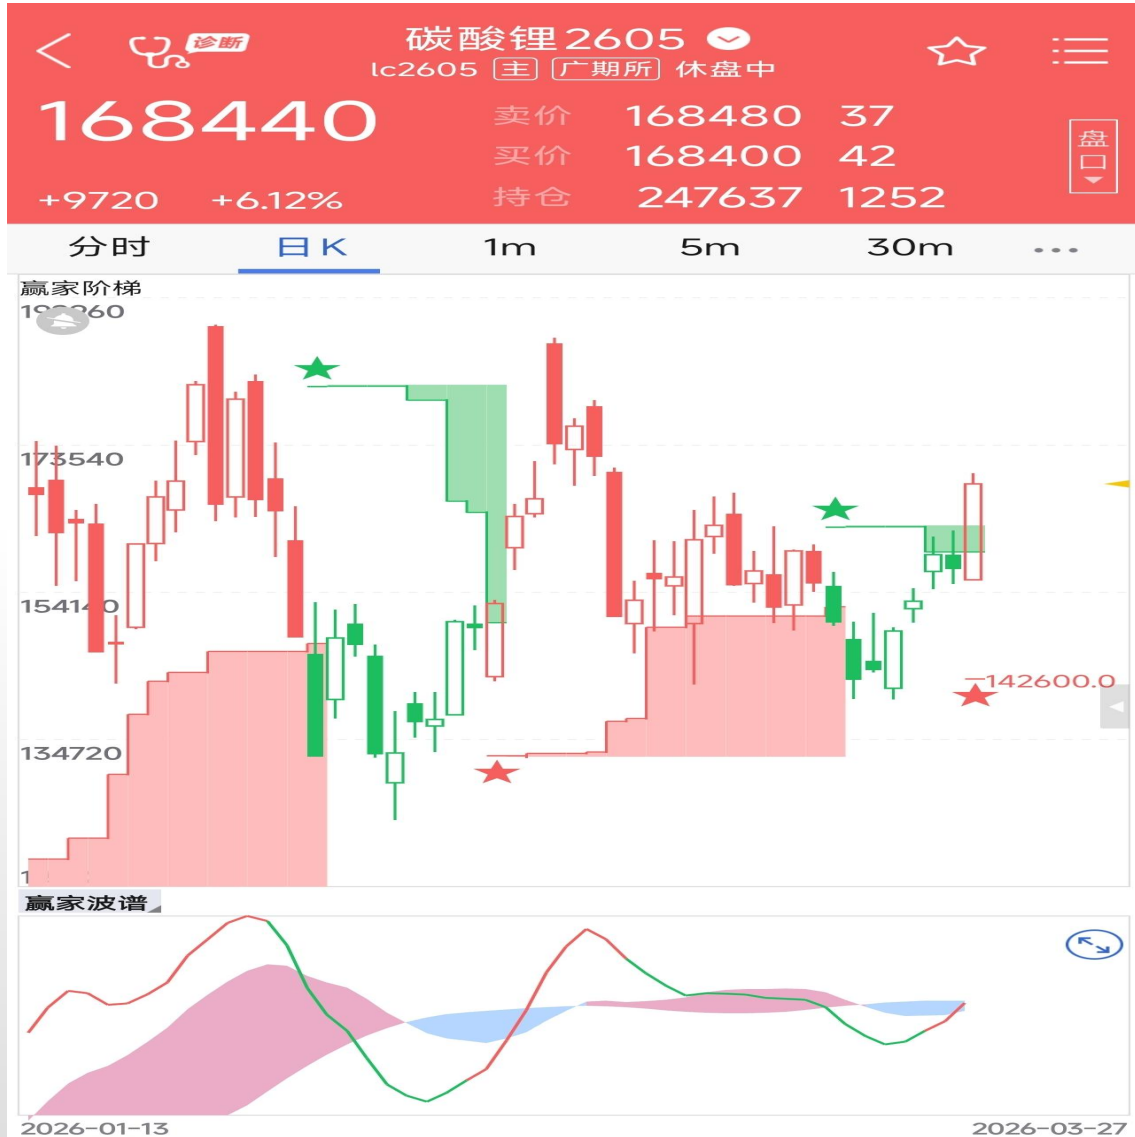 诊断
碳酸锂2605
lc2605 主 广期所 休盘中
168440
+9720 +6.12%
卖价 168480 37
买价 168400 42
持仓 247637 1252
盘口
分时 日K 1m 5m 30m
赢家阶梯
173540
154140
142600.0
134720
赢家波谱
2026-01-13 2026-03-27